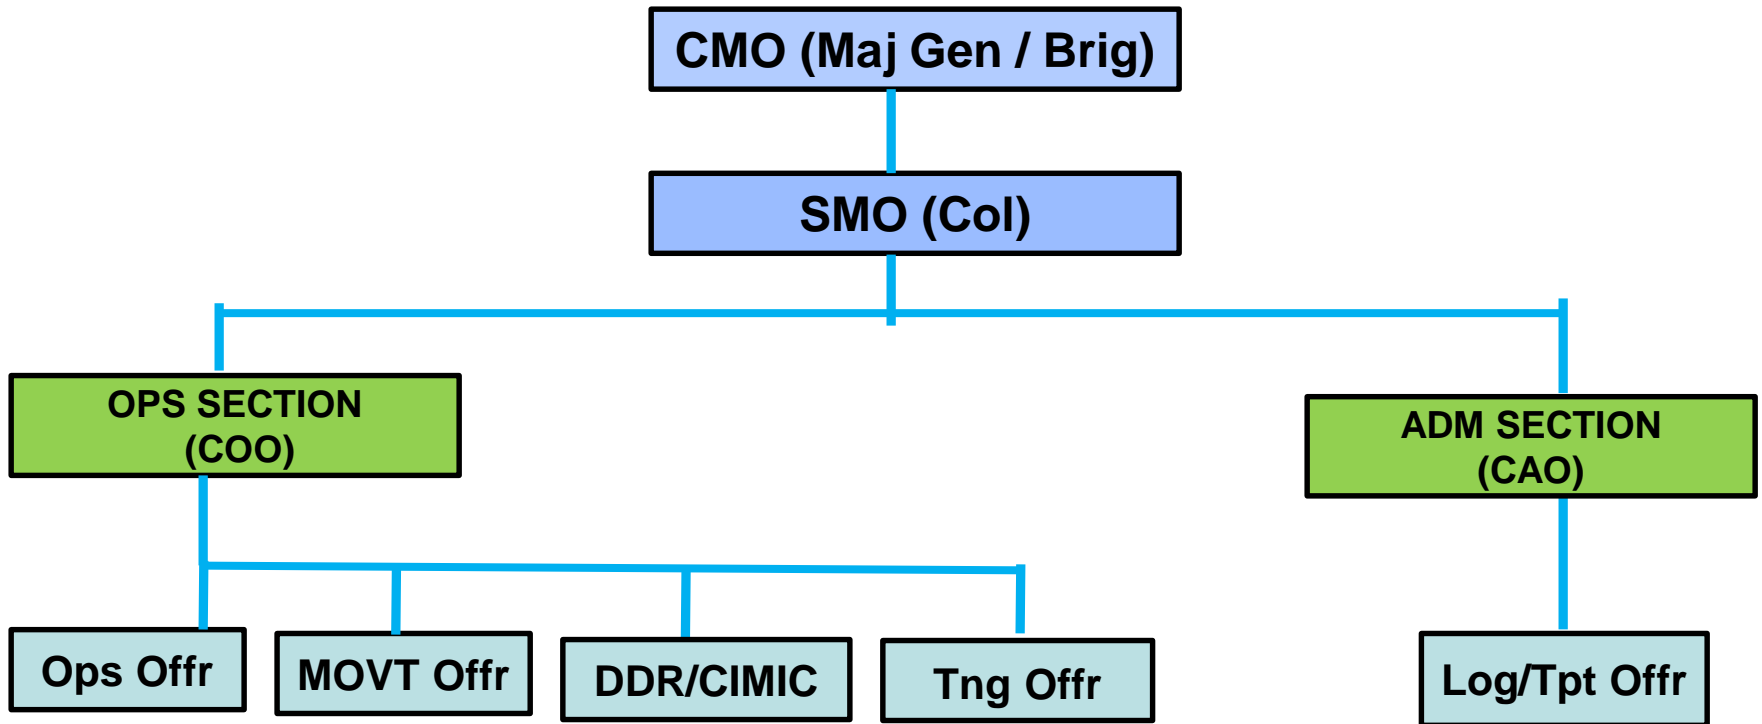 CMO (Maj Gen / Brig)
SMO (Col)
OPS SECTION
(COO)
ADM SECTION
(CAO)
Ops Offr
MOVT Offr
DDR/CIMIC
Tng Offr
Log/Tpt Offr